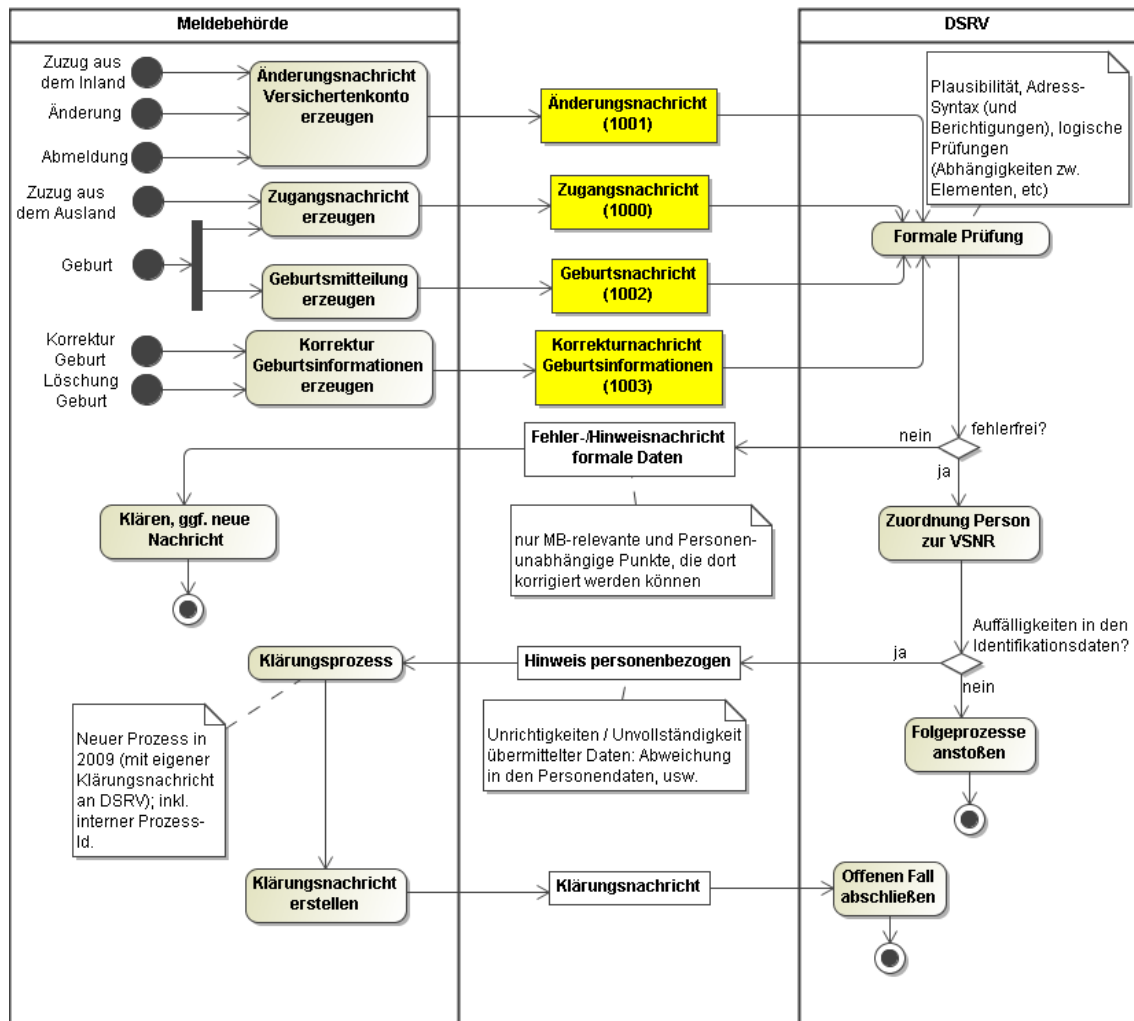 Meldebehörde
DSRV
Zuzug aus
dem Inland
Änderung
Abmeldung
Änderungsnachricht
Versichertenkonto
erzeugen
Änderungsnachricht
(1001)
Plausibilität, Adress-
Syntax (und
Berichtigungen), logische
Prüfungen
(Abhängigkeiten zw.
Elementen, etc)
Zuzug aus
dem Ausland
Zugangsnachricht
erzeugen
Zugangsnachricht
(1000)
Formale Prüfung
Geburt
Geburtsmitteilung
erzeugen
Geburtsnachricht
(1002)
Korrektur
Geburt
Löschung
Geburt
Korrektur
Geburtsinformationen
erzeugen
Korrekturnachricht
Geburtsinformationen
(1003)
fehlerfrei?
nein
ja
Fehler-/Hinweisnachricht
formale Daten
Klären, ggf. neue
Nachricht
nur MB-relevante und Personen-
unabhängige Punkte, die dort
korrigiert werden können
Zuordnung Person
zur VSNR
Auffälligkeiten in den
Identifikationsdaten?
ja
nein
Hinweis personenbezogen
Klärungsprozess
Unrichtigkeiten / Unvollständigkeit
übermittelter Daten: Abweichung
in den Personendaten, usw.
Neuer Prozess in
2009 (mit eigener
Klärungsnachricht
an DSRV); inkl.
interner Prozess-
Id.
Folgeprozesse
anstoßen
Klärungsnachricht
erstellen
Klärungsnachricht
Offenen Fall
abschließen